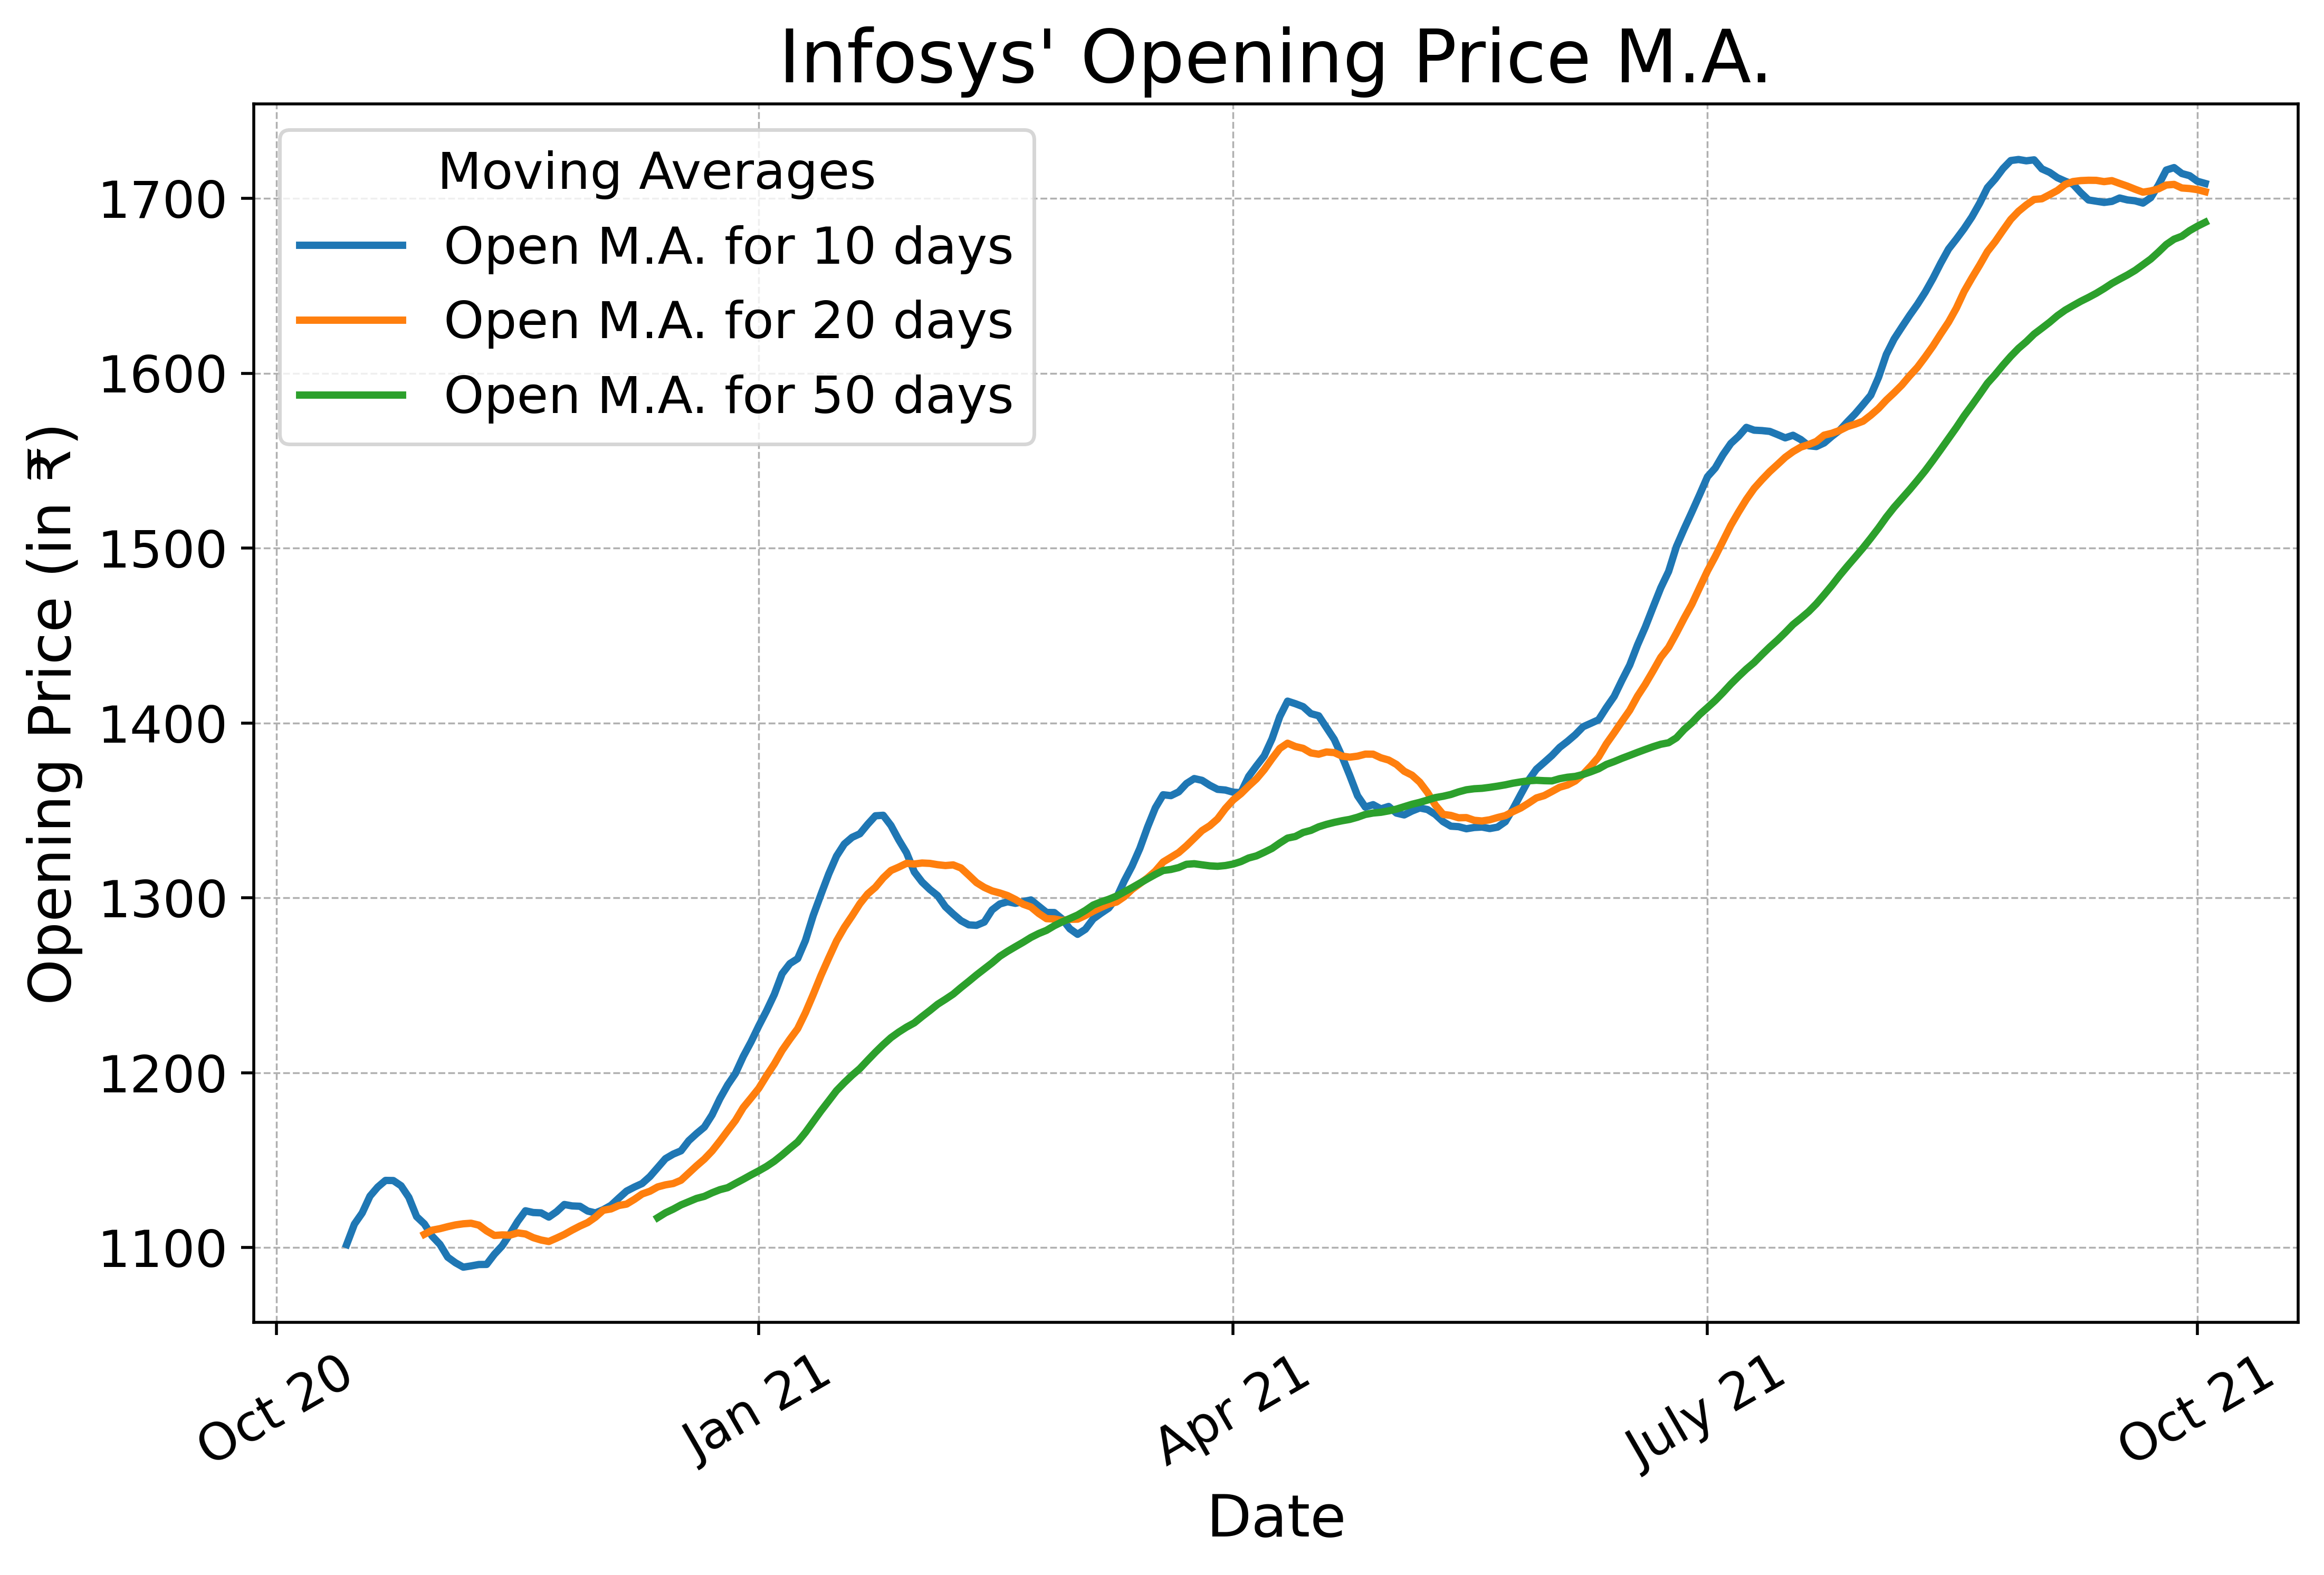 Infosys' Opening Price M.A.
Moving Averages
Open M.A. for 10 days
Open M.A. for 20 days
Open M.A. for 50 days
Opening Price (in ₹)
1700
1600
1500
1400
1300
1200
1100
Oct 20
Jan 21
Apr 21
July 21
Oct 21
Date